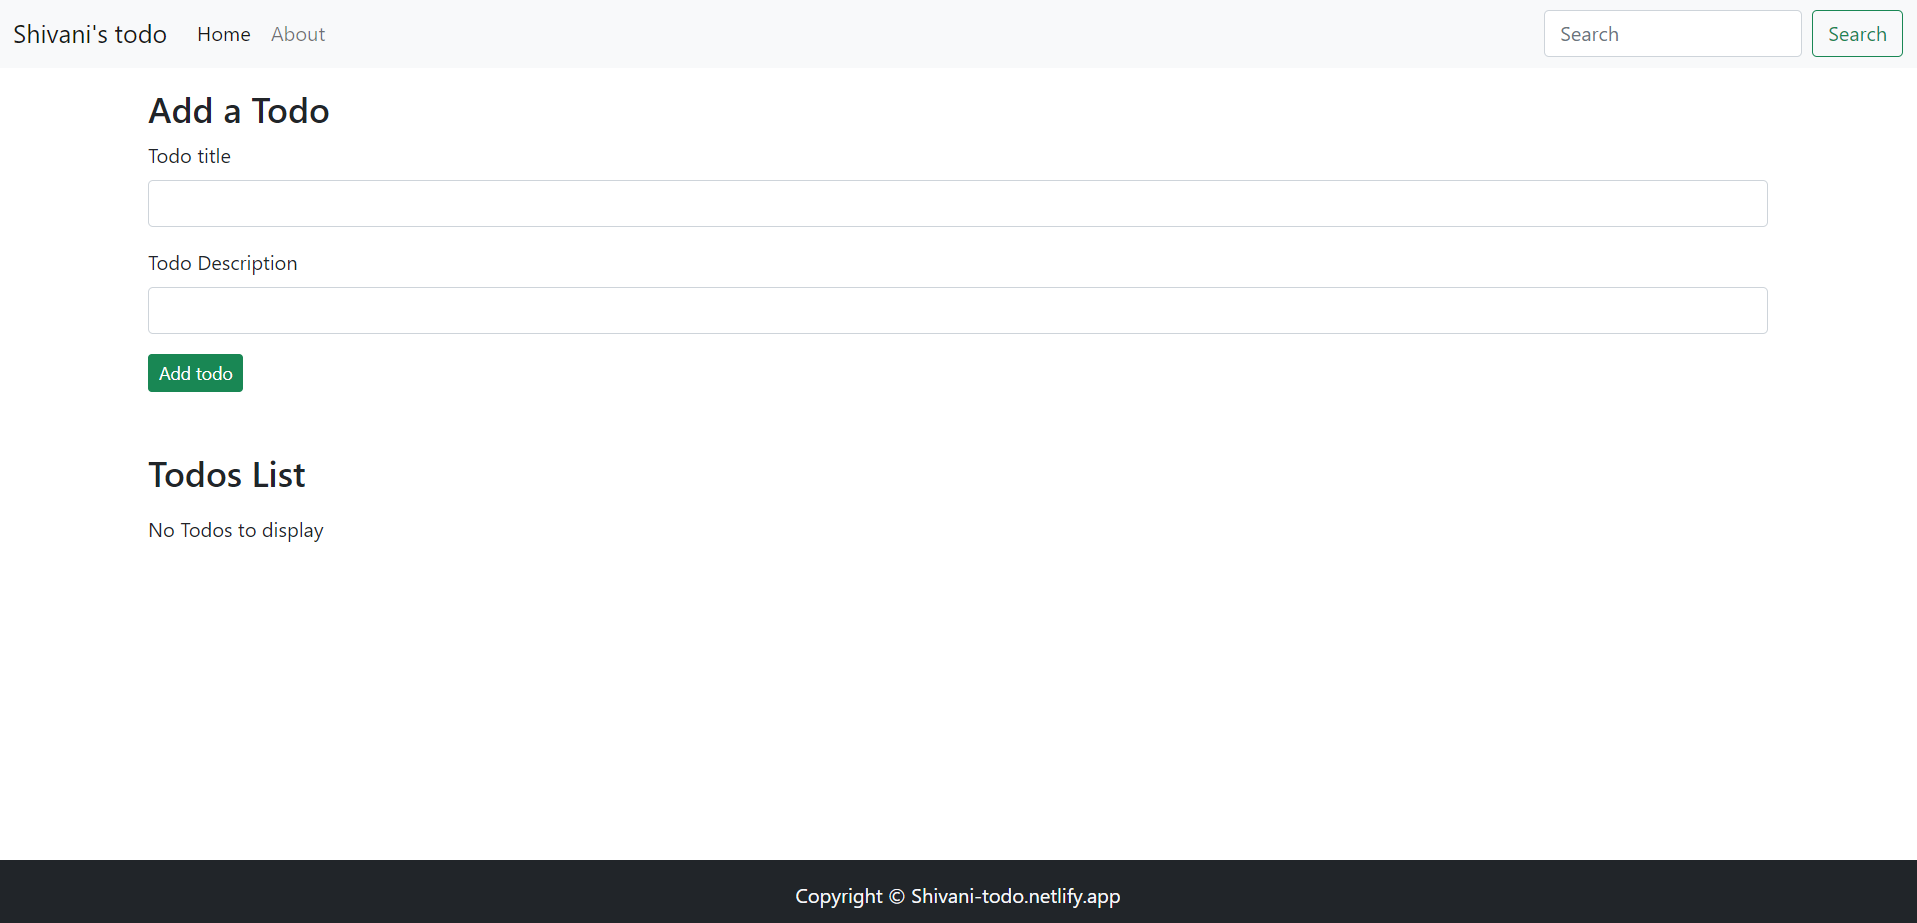 Shivani's todo Home About Search Search
Add a Todo
Todo title
Todo Description
Add todo
Todos List
No Todos to display
Copyright © Shivani-todo.netlify.app